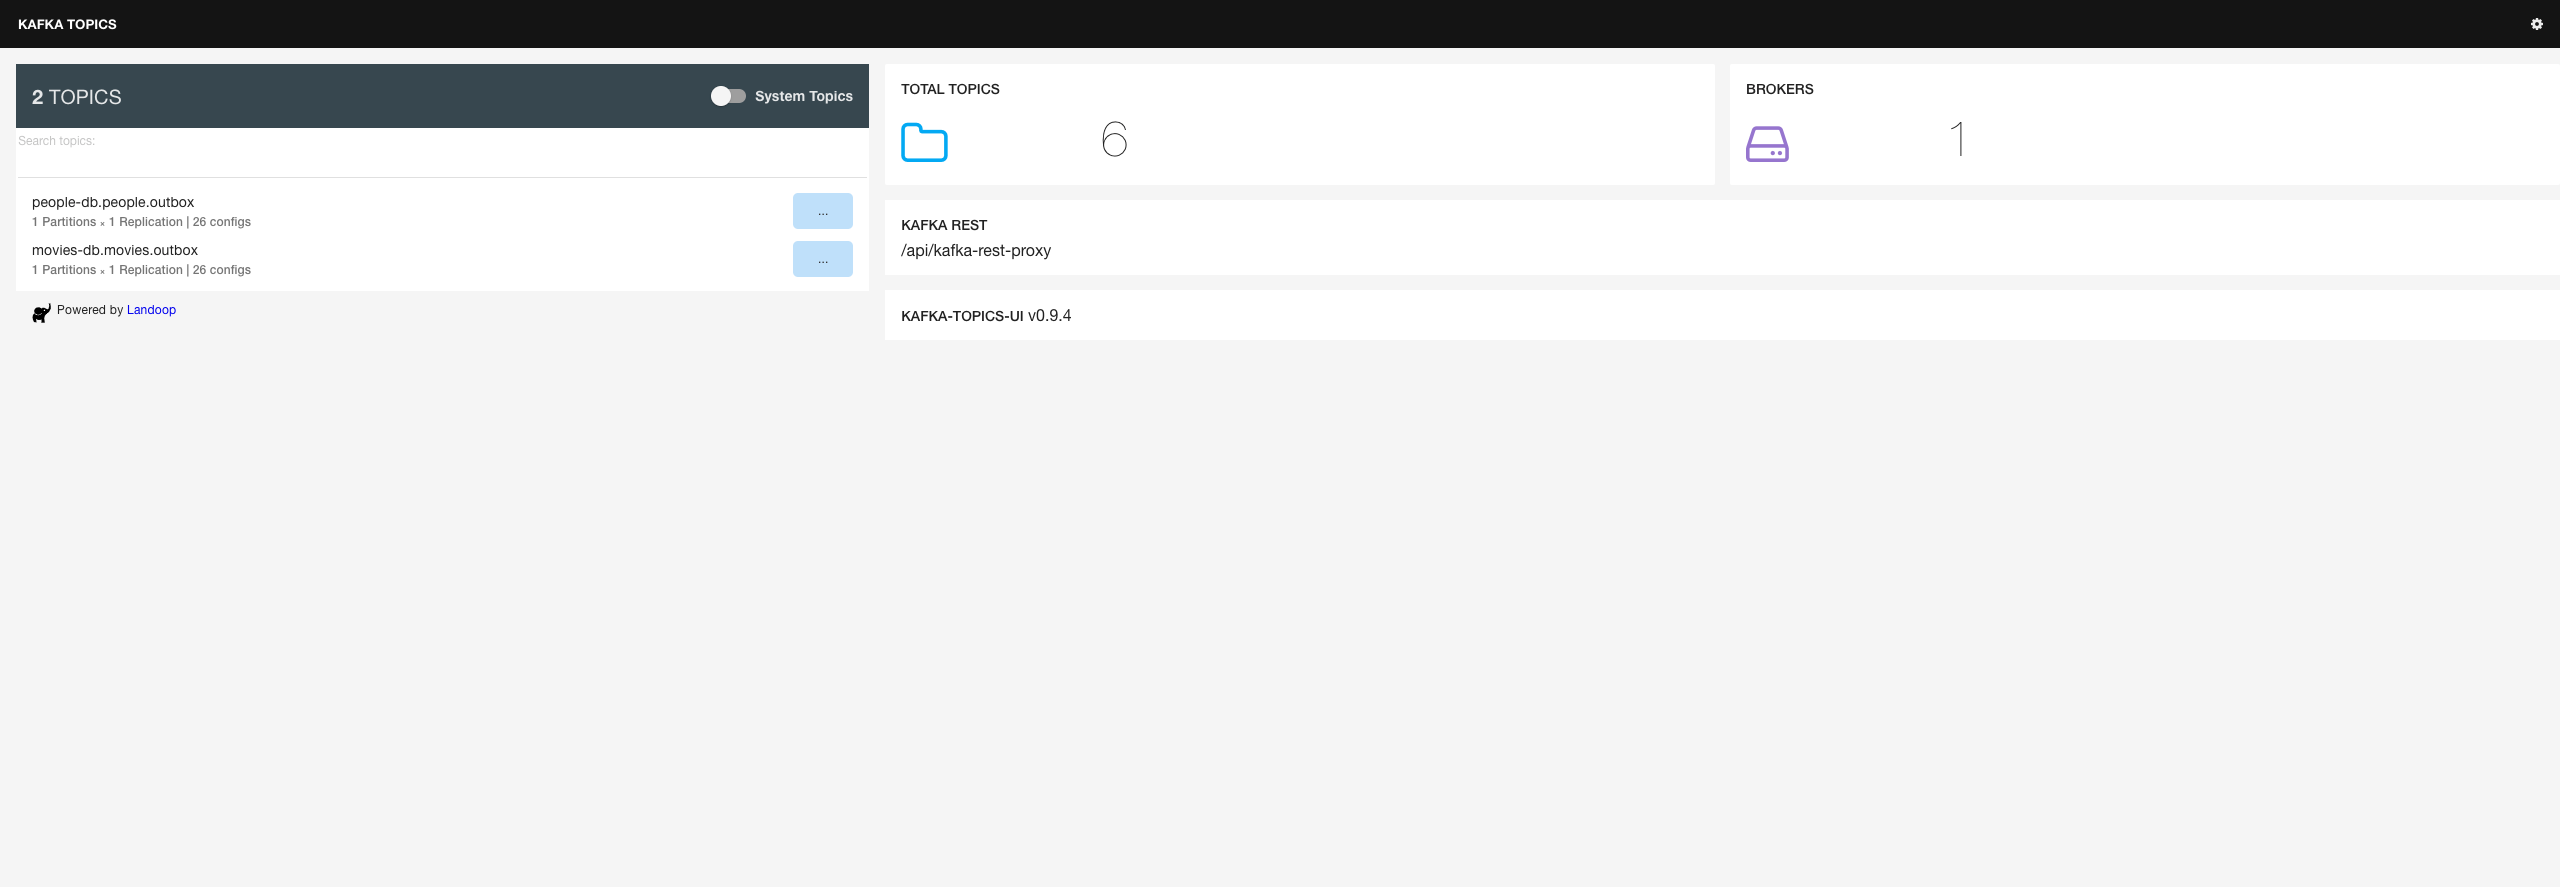 KAFKA TOPICS
2 TOPICS
System Topics
Search topics:
people-db.people.outbox
1 Partitions × 1 Replication | 26 configs
...
movies-db.movies.outbox
1 Partitions × 1 Replication | 26 configs
...
Powered by Landoop
TOTAL TOPICS
6
BROKERS
1
KAFKA REST
/api/kafka-rest-proxy
KAFKA-TOPICS-UI v0.9.4